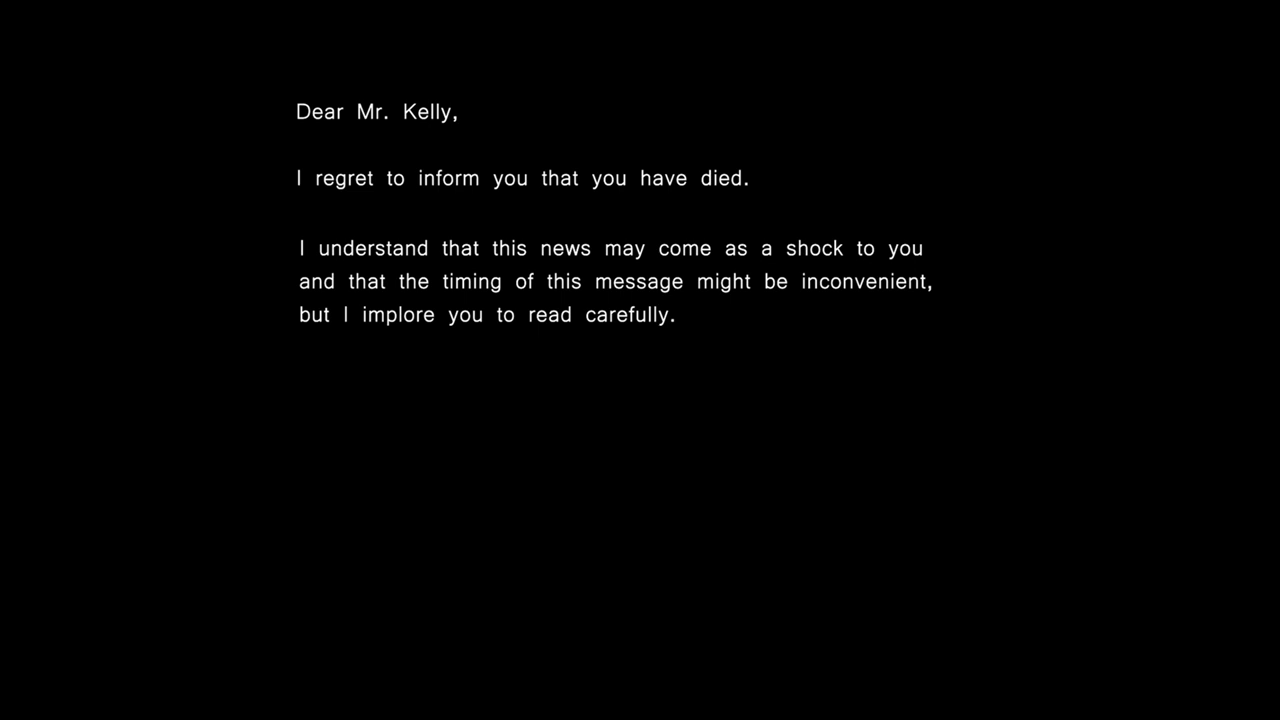 Dear Mr. Kelly,
I regret to inform you that you have died.
I understand that this news may come as a shock to you
and that the timing of this message might be inconvenient,
but I implore you to read carefully.